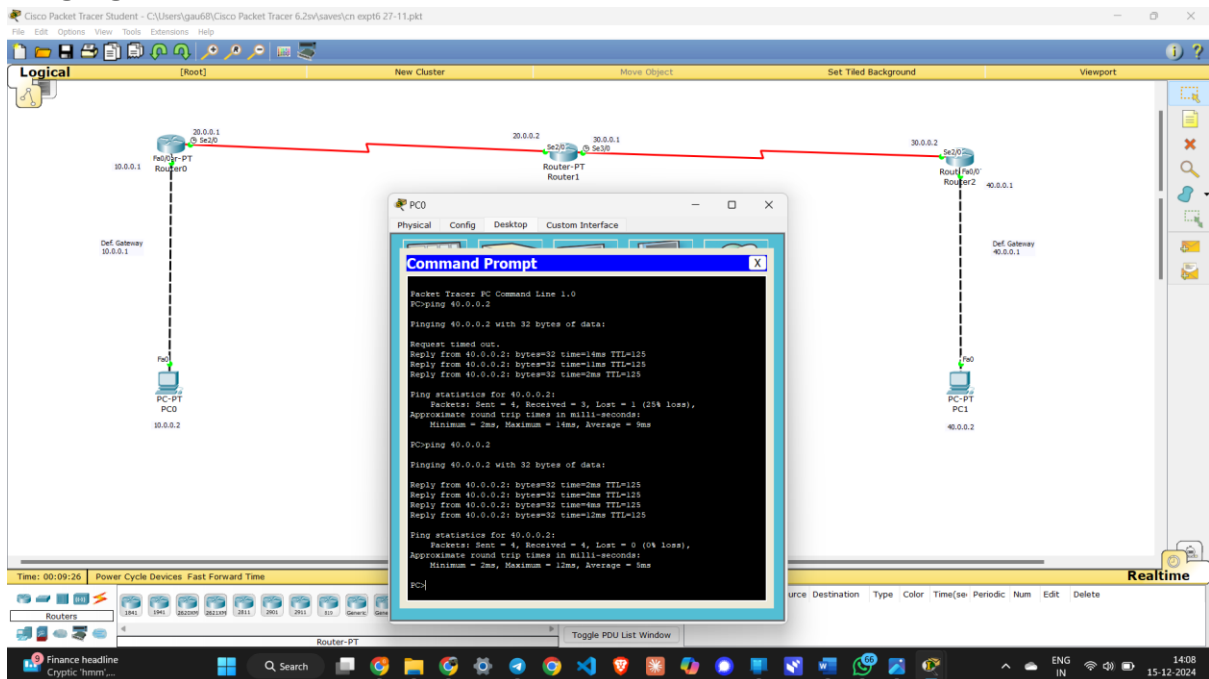 Cisco Packet Tracer Student - C:\Users\gau68\Cisco Packet Tracer 6.2sv\saves\cn expt6 27-11.pkt
File Edit Options View Tools Extensions Help
Logical [Root] New Cluster Move Object Set Tiled Background Viewport
20.0.0.1
Se2/0
Fa0/0
10.0.0.1
Router0
20.0.0.2
30.0.0.1
Se2/0
Se3/0
Router-PT
Router1
30.0.0.2
Se2/0
Fa0/0
Router2
40.0.0.1
Def. Gateway
10.0.0.1
Def. Gateway
40.0.0.1
Fa0
PC-PT
PC0
10.0.0.2
Fa0
PC-PT
PC1
40.0.0.2
PC0
Physical Config Desktop Custom Interface
Command Prompt X
Packet Tracer PC Command Line 1.0
PC>ping 40.0.0.2
Pinging 40.0.0.2 with 32 bytes of data:
Request timed out.
Reply from 40.0.0.2: bytes=32 time=14ms TTL=125
Reply from 40.0.0.2: bytes=32 time=11ms TTL=125
Reply from 40.0.0.2: bytes=32 time=2ms TTL=125
Ping statistics for 40.0.0.2:
Packets: Sent = 4, Received = 3, Lost = 1 (25% loss),
Approximate round trip times in milli-seconds:
Minimum = 2ms, Maximum = 14ms, Average = 9ms
PC>ping 40.0.0.2
Pinging 40.0.0.2 with 32 bytes of data:
Reply from 40.0.0.2: bytes=32 time=2ms TTL=125
Reply from 40.0.0.2: bytes=32 time=2ms TTL=125
Reply from 40.0.0.2: bytes=32 time=4ms TTL=125
Reply from 40.0.0.2: bytes=32 time=12ms TTL=125
Ping statistics for 40.0.0.2:
Packets: Sent = 4, Received = 4, Lost = 0 (0% loss),
Approximate round trip times in milli-seconds:
Minimum = 2ms, Maximum = 12ms, Average = 5ms
PC>
Time: 00:09:26 Power Cycle Devices Fast Forward Time
Realtime
Routers
1841 1941 2620XM 2621XM 2811 2901 2911 819 Generic
Router-PT
Toggle PDU List Window
Destination Type Color Periodic Num Edit Delete
9
Finance headline
Cryptic 'hmm',...
Search
66
ENG
IN
14:08
15-12-2024